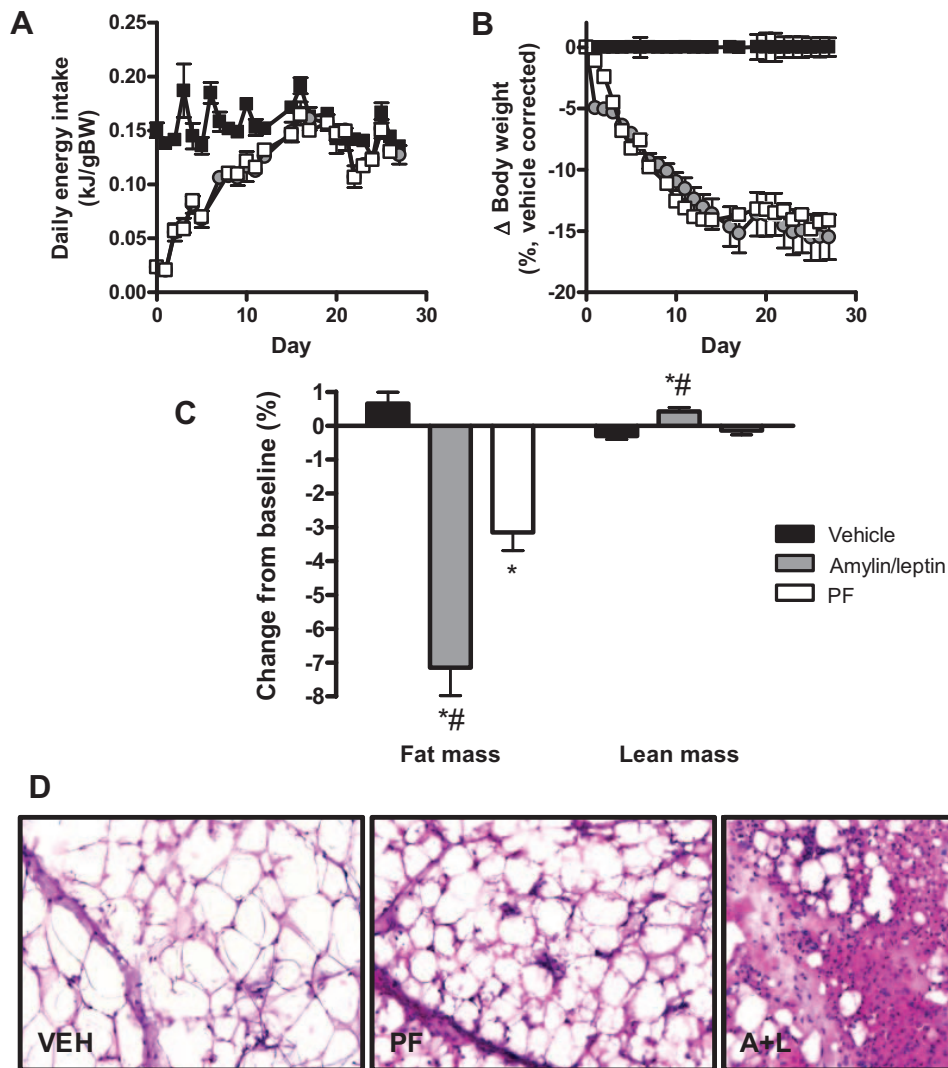 A
Daily energy intake
(kJ/gBW)
0.25
0.20
0.15
0.10
0.05
0.00
0
10
20
30
Day
B
Δ Body weight
(%, vehicle corrected)
0
-5
-10
-15
-20
0
10
20
30
Day
C
Change from baseline (%)
1
0
-1
-2
-3
-4
-5
-6
-7
-8
*#
*
*#
Fat mass
Lean mass
Vehicle
Amylin/leptin
PF
D
VEH
PF
A+L